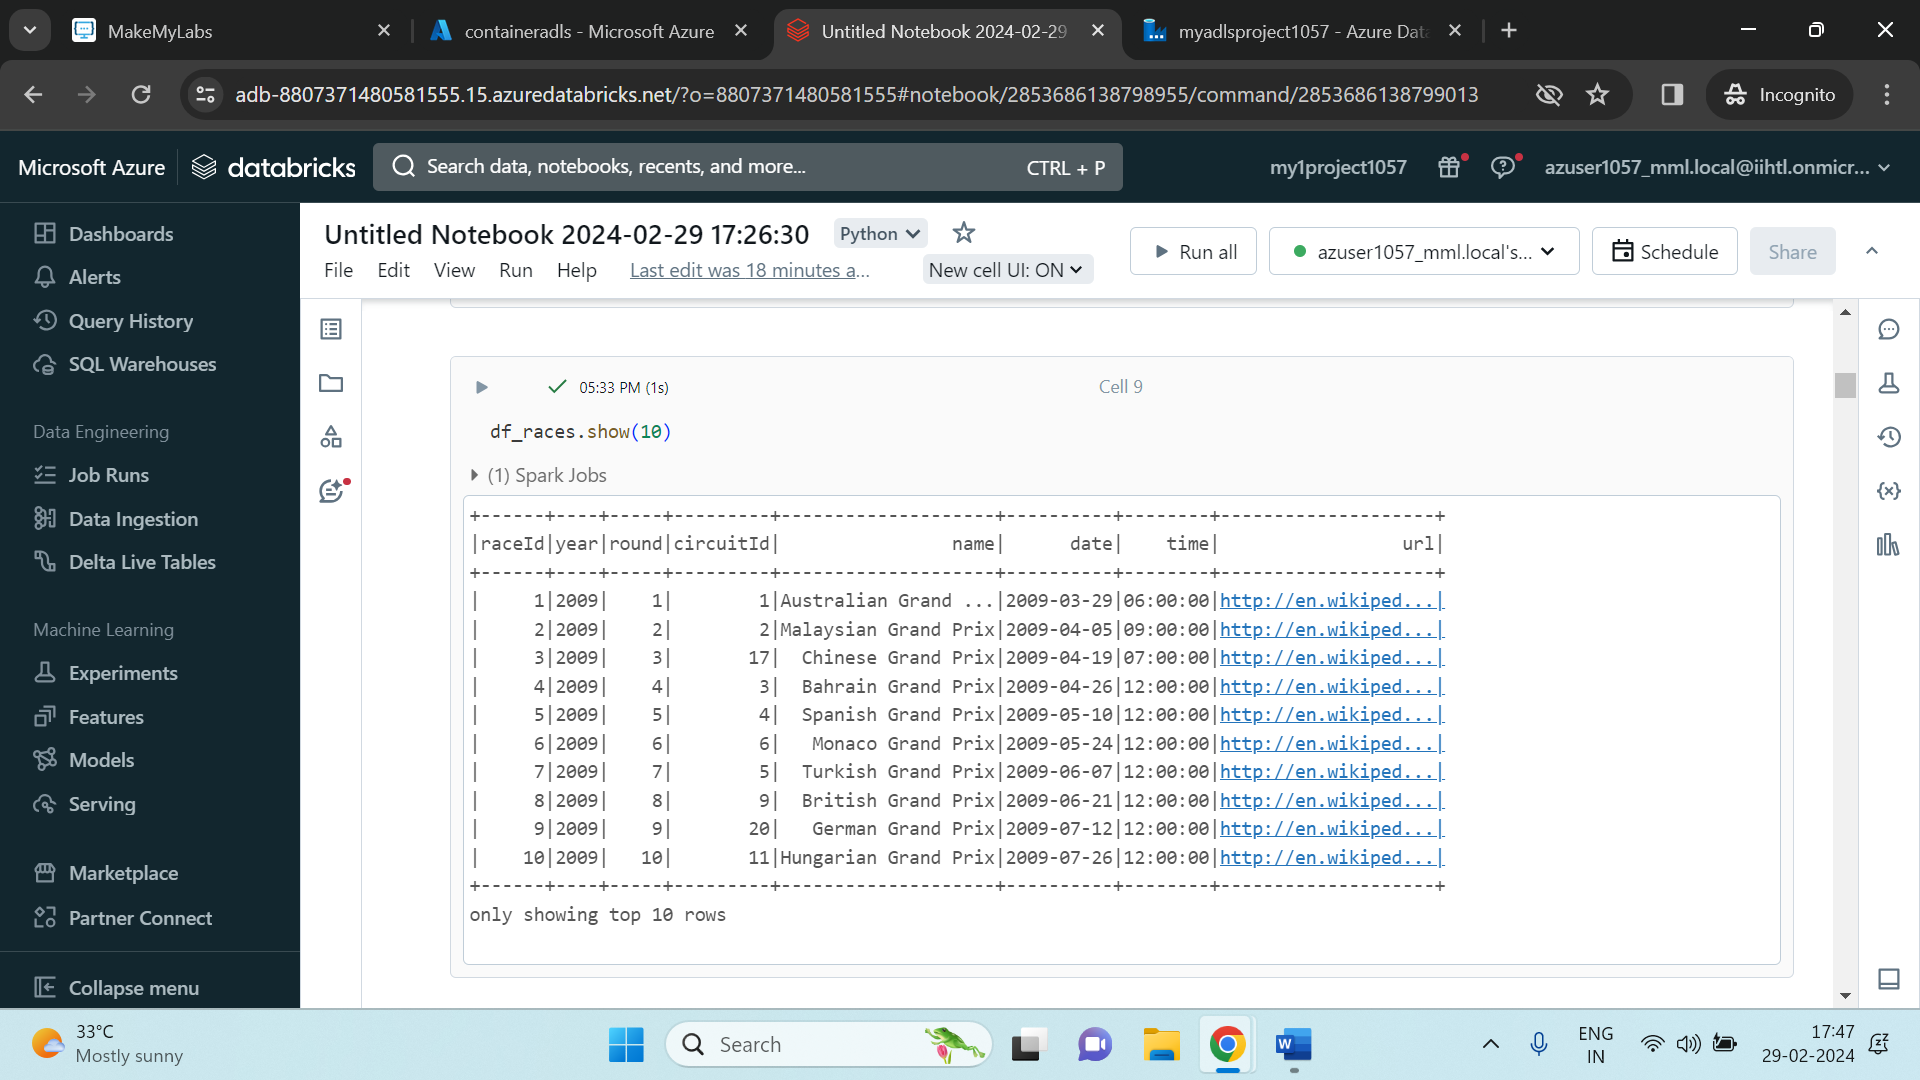 MakeMyLabs
containeradls - Microsoft Azure
Untitled Notebook 2024-02-29
myadlsproject1057 - Azure Dat
adb-8807371480581555.15.azuredatabricks.net/?o=8807371480581555#notebook/2853686138798955/command/2853686138799013
Incognito
Microsoft Azure
databricks
Search data, notebooks, recents, and more...
CTRL + P
my1project1057
azuser1057_mml.local@iihtl.onmicr...
Dashboards
Alerts
Query History
SQL Warehouses
Data Engineering
Job Runs
Data Ingestion
Delta Live Tables
Machine Learning
Experiments
Features
Models
Serving
Marketplace
Partner Connect
Collapse menu
Untitled Notebook 2024-02-29 17:26:30
Python
File Edit View Run Help
Last edit was 18 minutes a...
New cell UI: ON
Run all
azuser1057_mml.local's...
Schedule
Share
05:33 PM (1s)
Cell 9
df_races.show(10)
(1) Spark Jobs
+------+----+-----+---------+--------------------+----------+--------+--------------------+
|raceId|year|round|circuitId|                name|      date|    time|                 url|
+------+----+-----+---------+--------------------+----------+--------+--------------------+
|     1|2009|    1|        1|Australian Grand ...|2009-03-29|06:00:00|http://en.wikiped...|
|     2|2009|    2|        2|Malaysian Grand Prix|2009-04-05|09:00:00|http://en.wikiped...|
|     3|2009|    3|       17|  Chinese Grand Prix|2009-04-19|07:00:00|http://en.wikiped...|
|     4|2009|    4|        3|  Bahrain Grand Prix|2009-04-26|12:00:00|http://en.wikiped...|
|     5|2009|    5|        4|  Spanish Grand Prix|2009-05-10|12:00:00|http://en.wikiped...|
|     6|2009|    6|        6|   Monaco Grand Prix|2009-05-24|12:00:00|http://en.wikiped...|
|     7|2009|    7|        5|  Turkish Grand Prix|2009-06-07|12:00:00|http://en.wikiped...|
|     8|2009|    8|        9|  British Grand Prix|2009-06-21|12:00:00|http://en.wikiped...|
|     9|2009|    9|       20|   German Grand Prix|2009-07-12|12:00:00|http://en.wikiped...|
|    10|2009|   10|       11|Hungarian Grand Prix|2009-07-26|12:00:00|http://en.wikiped...|
+------+----+-----+---------+--------------------+----------+--------+--------------------+
only showing top 10 rows
33°C
Mostly sunny
Search
W
ENG
IN
17:47
29-02-2024